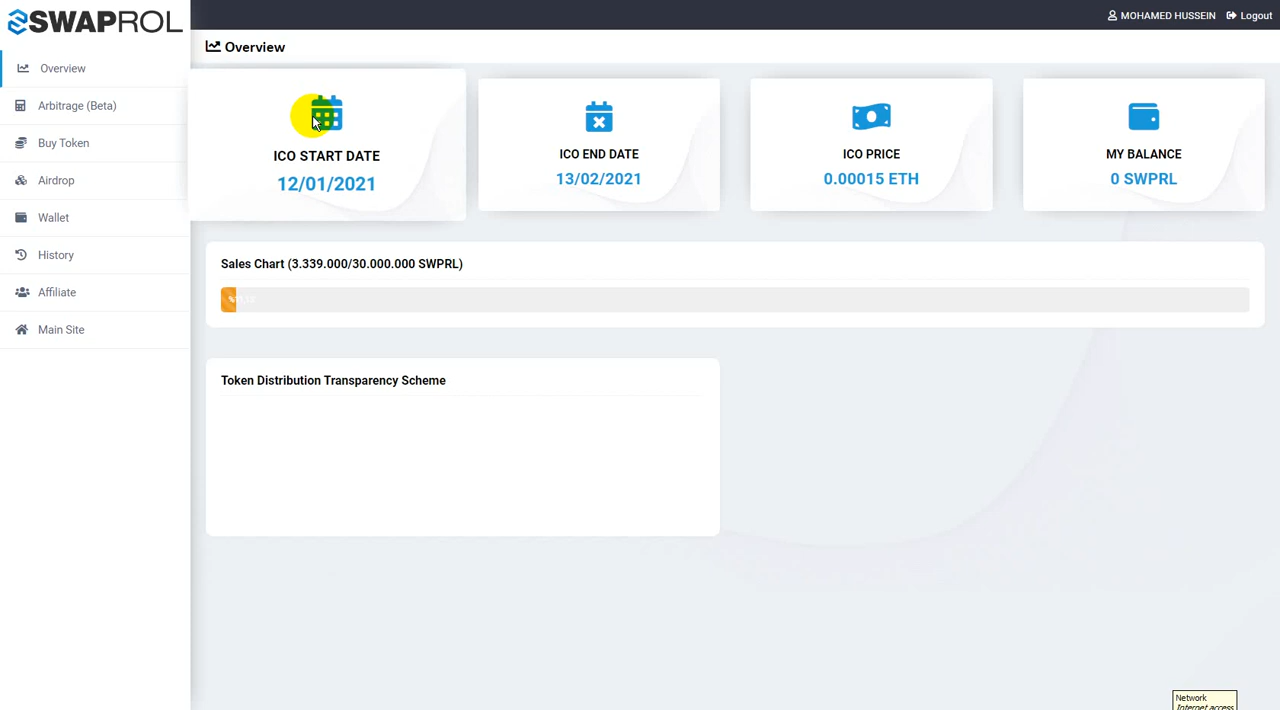 SWAPROL
MOHAMED HUSSEIN Logout
Overview
Overview
Arbitrage (Beta)
Buy Token
Airdrop
Wallet
History
Affiliate
Main Site
ICO START DATE
12/01/2021
ICO END DATE
13/02/2021
ICO PRICE
0.00015 ETH
MY BALANCE
0 SWPRL
Sales Chart (3.339.000/30.000.000 SWPRL)
Token Distribution Transparency Scheme
Network
Internet access